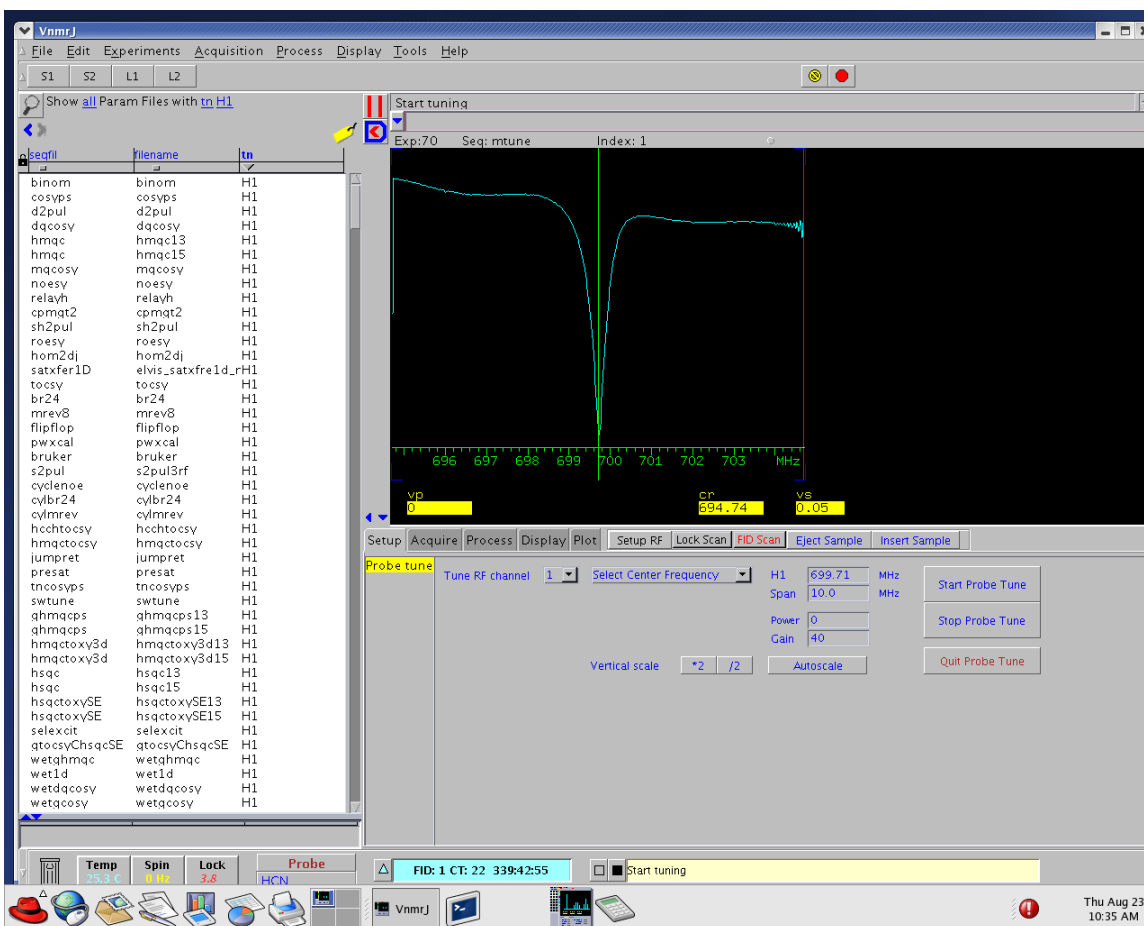 VnmrJ
File Edit Experiments Acquisition Process Display Tools Help
S1 S2 L1 L2
Show all Param Files with tn H1
seqfil filename tn
binom binom H1
cosyps cosyps H1
d2pul d2pul H1
dqcosy dqcosy H1
hmqc hmqc13 H1
hmqc hmqc15 H1
mqcosy mqcosy H1
noesy noesy H1
relayh relayh H1
cpmgt2 cpmgt2 H1
sh2pul sh2pul H1
roesy roesy H1
hom2dj hom2dj H1
satxfer1D elvis_satxfre1d_rH1
tocsy tocsy H1
br24 br24 H1
mrev8 mrev8 H1
flipflop flipflop H1
pwxcal pwxcal H1
bruker bruker H1
s2pul s2pul3rf H1
cyclenoe cyclenoe H1
cylbr24 cylbr24 H1
cylmrev cylmrev H1
hcchtocsy hcchtocsy H1
hmqctocsy hmqctocsy H1
jumpret jumpret H1
presat presat H1
tncosyps tncosyps H1
swtune swtune H1
ghmqcps ghmqcps13 H1
ghmqcps ghmqcps15 H1
hmqctoxy3d hmqctoxy3d13 H1
hmqctoxy3d hmqctoxy3d15 H1
hsqc hsqc13 H1
hsqc hsqc15 H1
hsqctoxySE hsqctoxySE13 H1
hsqctoxySE hsqctoxySE15 H1
selexcit selexcit H1
gtocsyChsqcSE gtocsyChsqcSE H1
wetghmqc wetghmqc H1
wet1d wet1d H1
wetdqcosy wetdqcosy H1
wetgcosy wetgcosy H1
Start tuning
Exp:70 Seq: mtune Index: 1
696 697 698 699 700 701 702 703 MHz
vp cr vs
0 694.74 0.05
Setup Acquire Process Display Plot Setup RF Lock Scan FID Scan Eject Sample Insert Sample
Probe tune
Tune RF channel 1 Select Center Frequency H1 699.71 MHz Start Probe Tune
Span 10.0 MHz
Power 0 Stop Probe Tune
Gain 40
Vertical scale *2 /2 Autoscale Quit Probe Tune
Temp Spin Lock Probe
25.3 C 0 Hz 3.8 HCN
FID: 1 CT: 22 339:42:55 Start tuning
VnmrJ
Thu Aug 23
10:35 AM